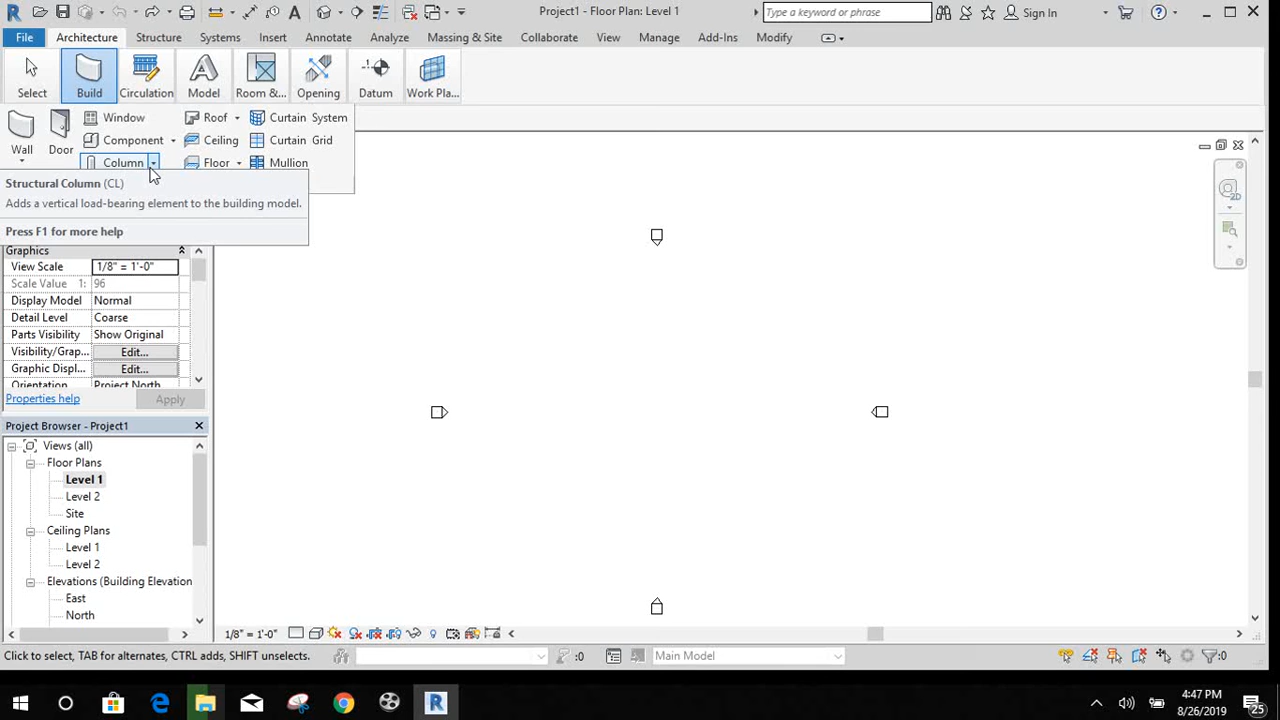 Project1 - Floor Plan: Level 1
Type a keyword or phrase
Sign In
File Architecture Structure Systems Insert Annotate Analyze Massing & Site Collaborate View Manage Add-Ins Modify
Select Build Circulation Model Room &... Opening Datum Work Pla...
Wall Door
Window Roof Curtain System
Component Ceiling Curtain Grid
Column Floor Mullion
Structural Column (CL)
Adds a vertical load-bearing element to the building model.
Press F1 for more help
Graphics
View Scale 1/8" = 1'-0"
Scale Value 1: 96
Display Model Normal
Detail Level Coarse
Parts Visibility Show Original
Visibility/Grap... Edit...
Graphic Displ... Edit...
Orientation Project North
Properties help Apply
2D
Project Browser - Project1
Views (all)
Floor Plans
Level 1
Level 2
Site
Ceiling Plans
Level 1
Level 2
Elevations (Building Elevation
East
North
1/8" = 1'-0"
Click to select, TAB for alternates, CTRL adds, SHIFT unselects.
:0
Main Model
:0
4:47 PM
8/26/2019
25